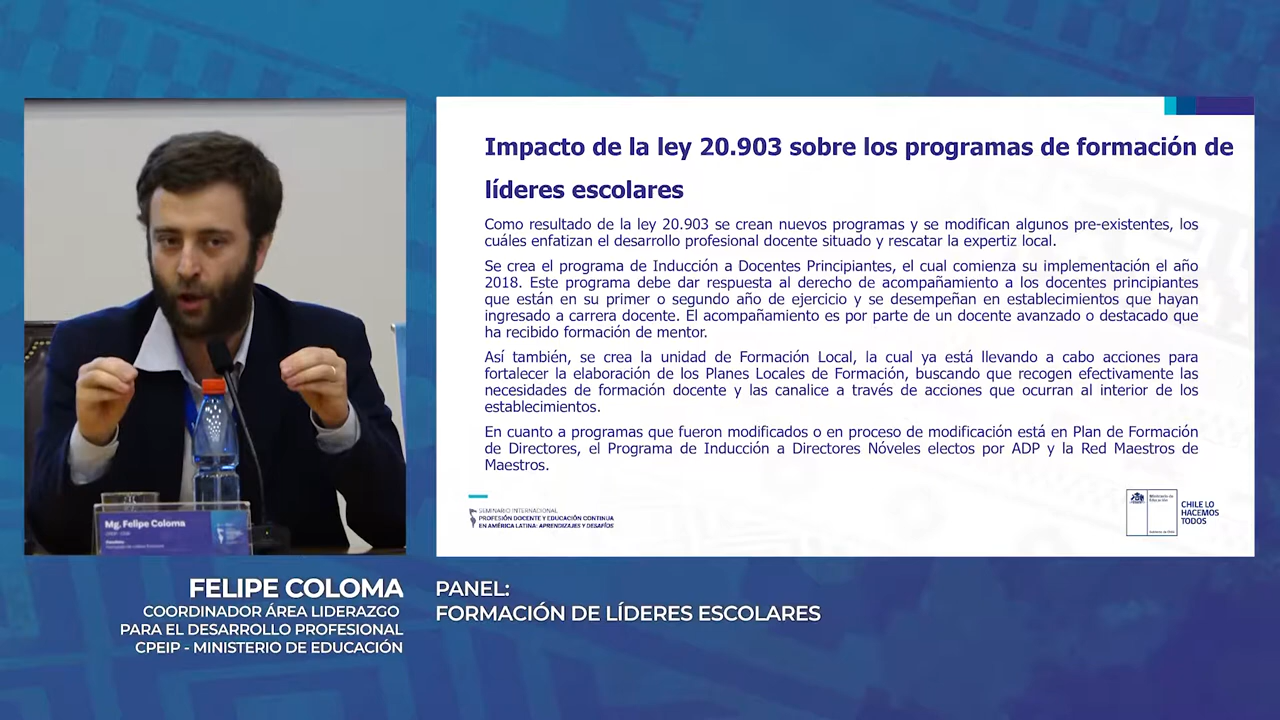 Impacto de la ley 20.903 sobre los programas de formación de
líderes escolares
Como resultado de la ley 20.903 se crean nuevos programas y se modifican algunos pre-existentes, los
cuáles enfatizan el desarrollo profesional docente situado y rescatar la expertiz local.
Se crea el programa de Inducción a Docentes Principiantes, el cual comienza su implementación el año
2018. Este programa debe dar respuesta al derecho de acompañamiento a los docentes principiantes
que están en su primer o segundo año de ejercicio y se desempeñan en establecimientos que hayan
ingresado a carrera docente. El acompañamiento es por parte de un docente avanzado o destacado que
ha recibido formación de mentor.
Así también, se crea la unidad de Formación Local, la cual ya está llevando a cabo acciones para
fortalecer la elaboración de los Planes Locales de Formación, buscando que recogen efectivamente las
necesidades de formación docente y las canalice a través de acciones que ocurran al interior de los
establecimientos.
En cuanto a programas que fueron modificados o en proceso de modificación está en Plan de Formación
de Directores, el Programa de Inducción a Directores Nóveles electos por ADP y la Red Maestros de
Maestros.
SEMINARIO INTERNACIONAL
PROFESIÓN DOCENTE Y EDUCACIÓN CONTINUA
EN AMÉRICA LATINA: APRENDIZAJES Y DESAFÍOS
Ministerio de
Educación
Gobierno de Chile
CHILE LO
HACEMOS
TODOS
Mg. Felipe Coloma
FELIPE COLOMA
COORDINADOR ÁREA LIDERAZGO
PARA EL DESARROLLO PROFESIONAL
CPEIP - MINISTERIO DE EDUCACIÓN
PANEL:
FORMACIÓN DE LÍDERES ESCOLARES